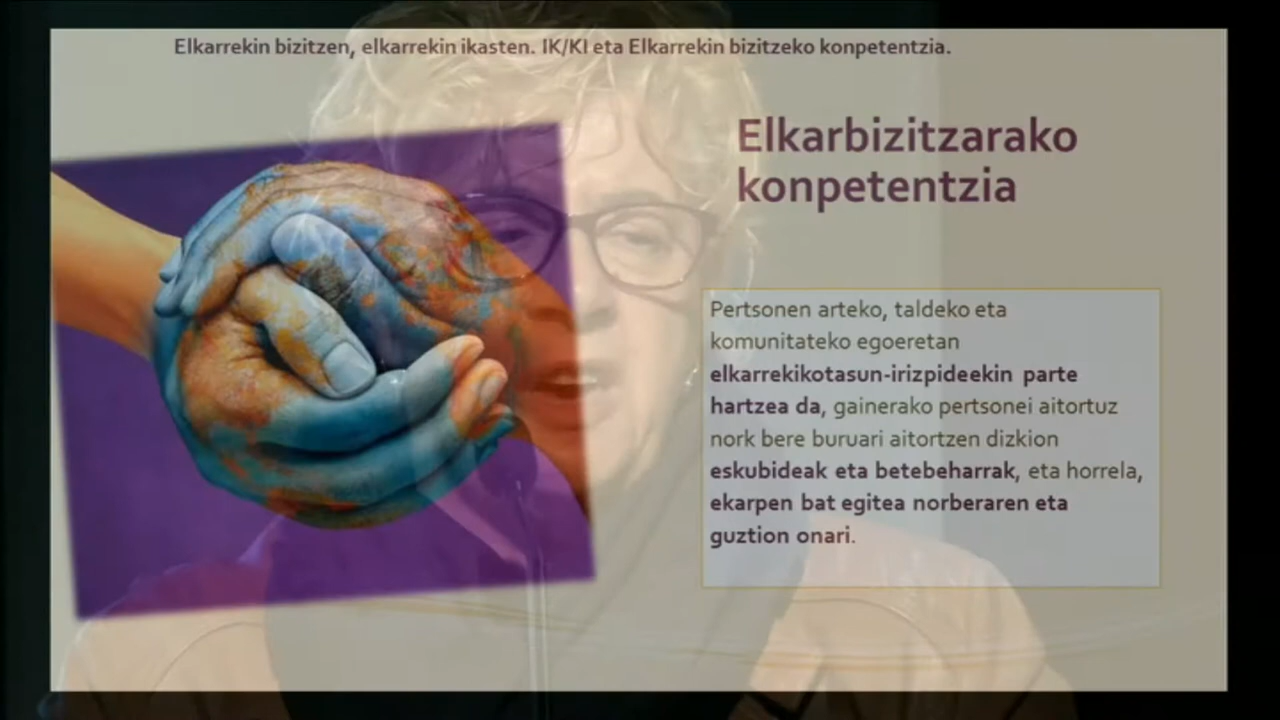 Elkarrekin bizitzen, elkarrekin ikasten. IK/KI eta Elkarrekin bizitzeko konpetentzia.
Elkarbizitzarako
konpetentzia
Pertsonen arteko, taldeko eta
komunitateko egoeretan
elkarrekikotasun-irizpideekin parte
hartzea da, gainerako pertsonei aitortuz
nork bere buruari aitortzen dizkion
eskubideak eta betebeharrak, eta horrela,
ekarpen bat egitea norberaren eta
guztion onari.